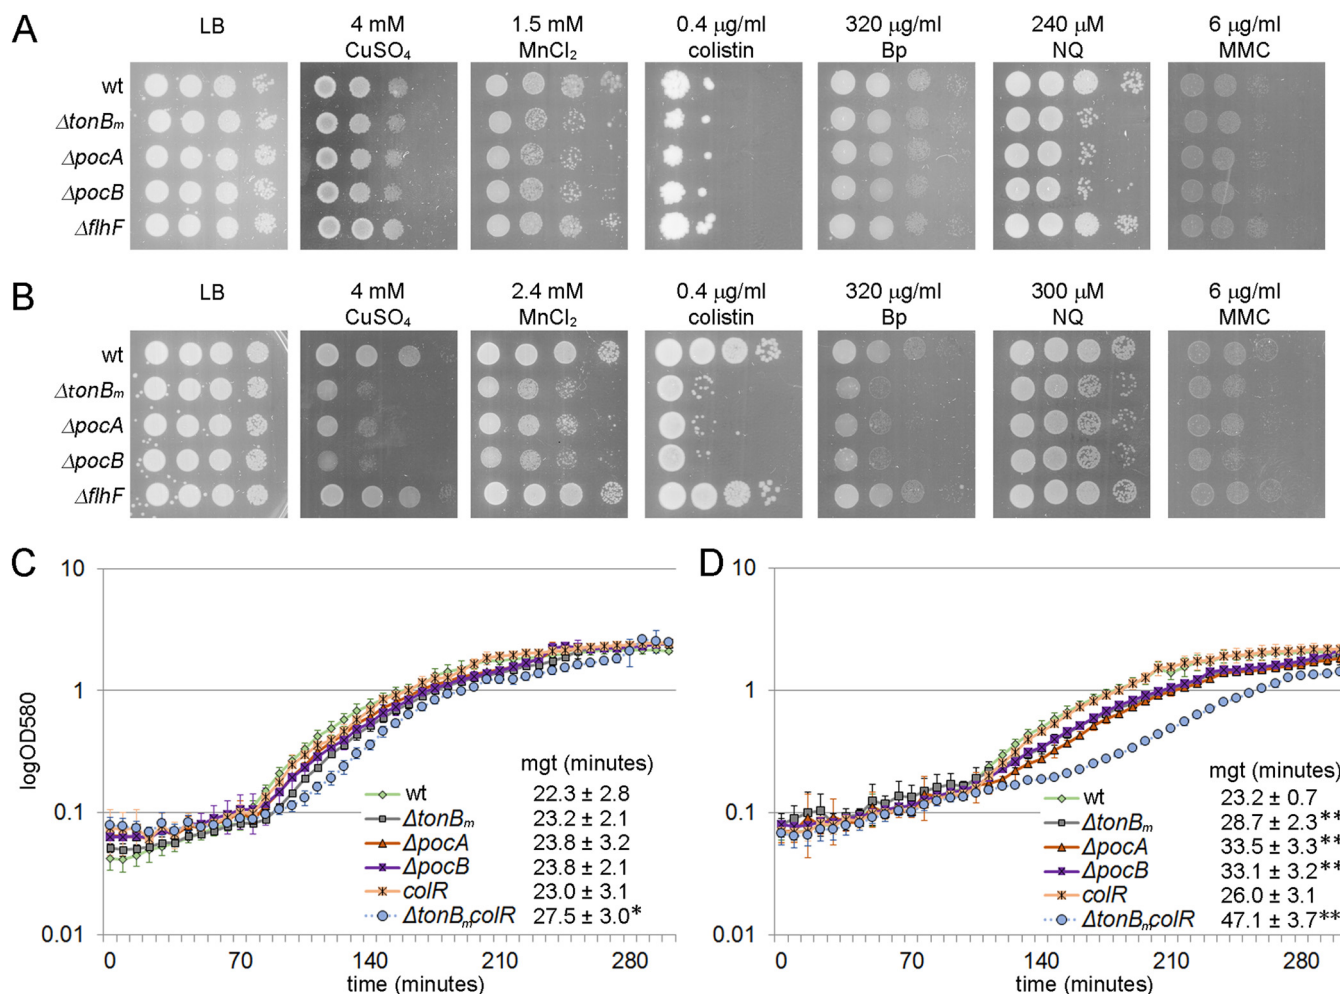 A
LB
4 mM
CuSO₄
1.5 mM
MnCl₂
0.4 µg/ml
colistin
320 µg/ml
Bp
240 µM
NQ
6 µg/ml
MMC
wt
ΔtonBm
ΔpocA
ΔpocB
ΔflhF
B
LB
4 mM
CuSO₄
2.4 mM
MnCl₂
0.4 µg/ml
colistin
320 µg/ml
Bp
300 µM
NQ
6 µg/ml
MMC
wt
ΔtonBm
ΔpocA
ΔpocB
ΔflhF
C
10
1
0.1
0.01
logOD580
0 70 140 210 280
time (minutes)
mgt (minutes)
wt 22.3 ± 2.8
ΔtonBm 23.2 ± 2.1
ΔpocA 23.8 ± 3.2
ΔpocB 23.8 ± 2.1
colR 23.0 ± 3.1
ΔtonBmcolR 27.5 ± 3.0*
D
10
1
0.1
0.01
0 70 140 210 280
time (minutes)
mgt (minutes)
wt 23.2 ± 0.7
ΔtonBm 28.7 ± 2.3**
ΔpocA 33.5 ± 3.3**
ΔpocB 33.1 ± 3.2**
colR 26.0 ± 3.1
ΔtonBmcolR 47.1 ± 3.7**